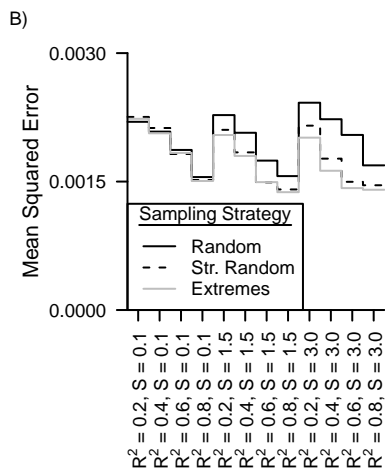 B)
Mean Squared Error
0.0030
0.0015
0.0000
Sampling Strategy
Random
Str. Random
Extremes
R² = 0.2, S = 0.1
R² = 0.4, S = 0.1
R² = 0.6, S = 0.1
R² = 0.8, S = 0.1
R² = 0.2, S = 1.5
R² = 0.4, S = 1.5
R² = 0.6, S = 1.5
R² = 0.8, S = 1.5
R² = 0.2, S = 3.0
R² = 0.4, S = 3.0
R² = 0.6, S = 3.0
R² = 0.8, S = 3.0